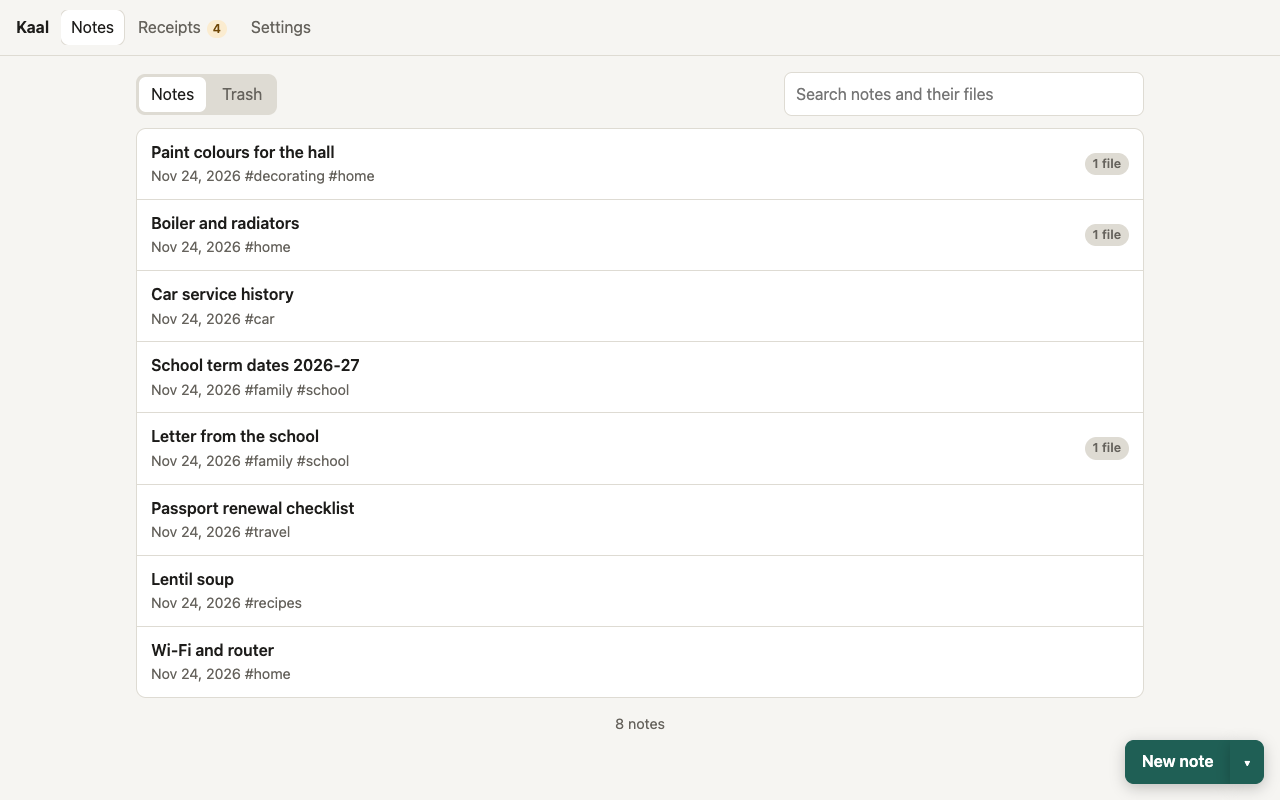 Kaal Notes Receipts 4 Settings
Notes Trash Search notes and their files
Paint colours for the hall
Nov 24, 2026 #decorating #home
1 file
Boiler and radiators
Nov 24, 2026 #home
1 file
Car service history
Nov 24, 2026 #car
School term dates 2026-27
Nov 24, 2026 #family #school
Letter from the school
Nov 24, 2026 #family #school
1 file
Passport renewal checklist
Nov 24, 2026 #travel
Lentil soup
Nov 24, 2026 #recipes
Wi-Fi and router
Nov 24, 2026 #home
8 notes
New note